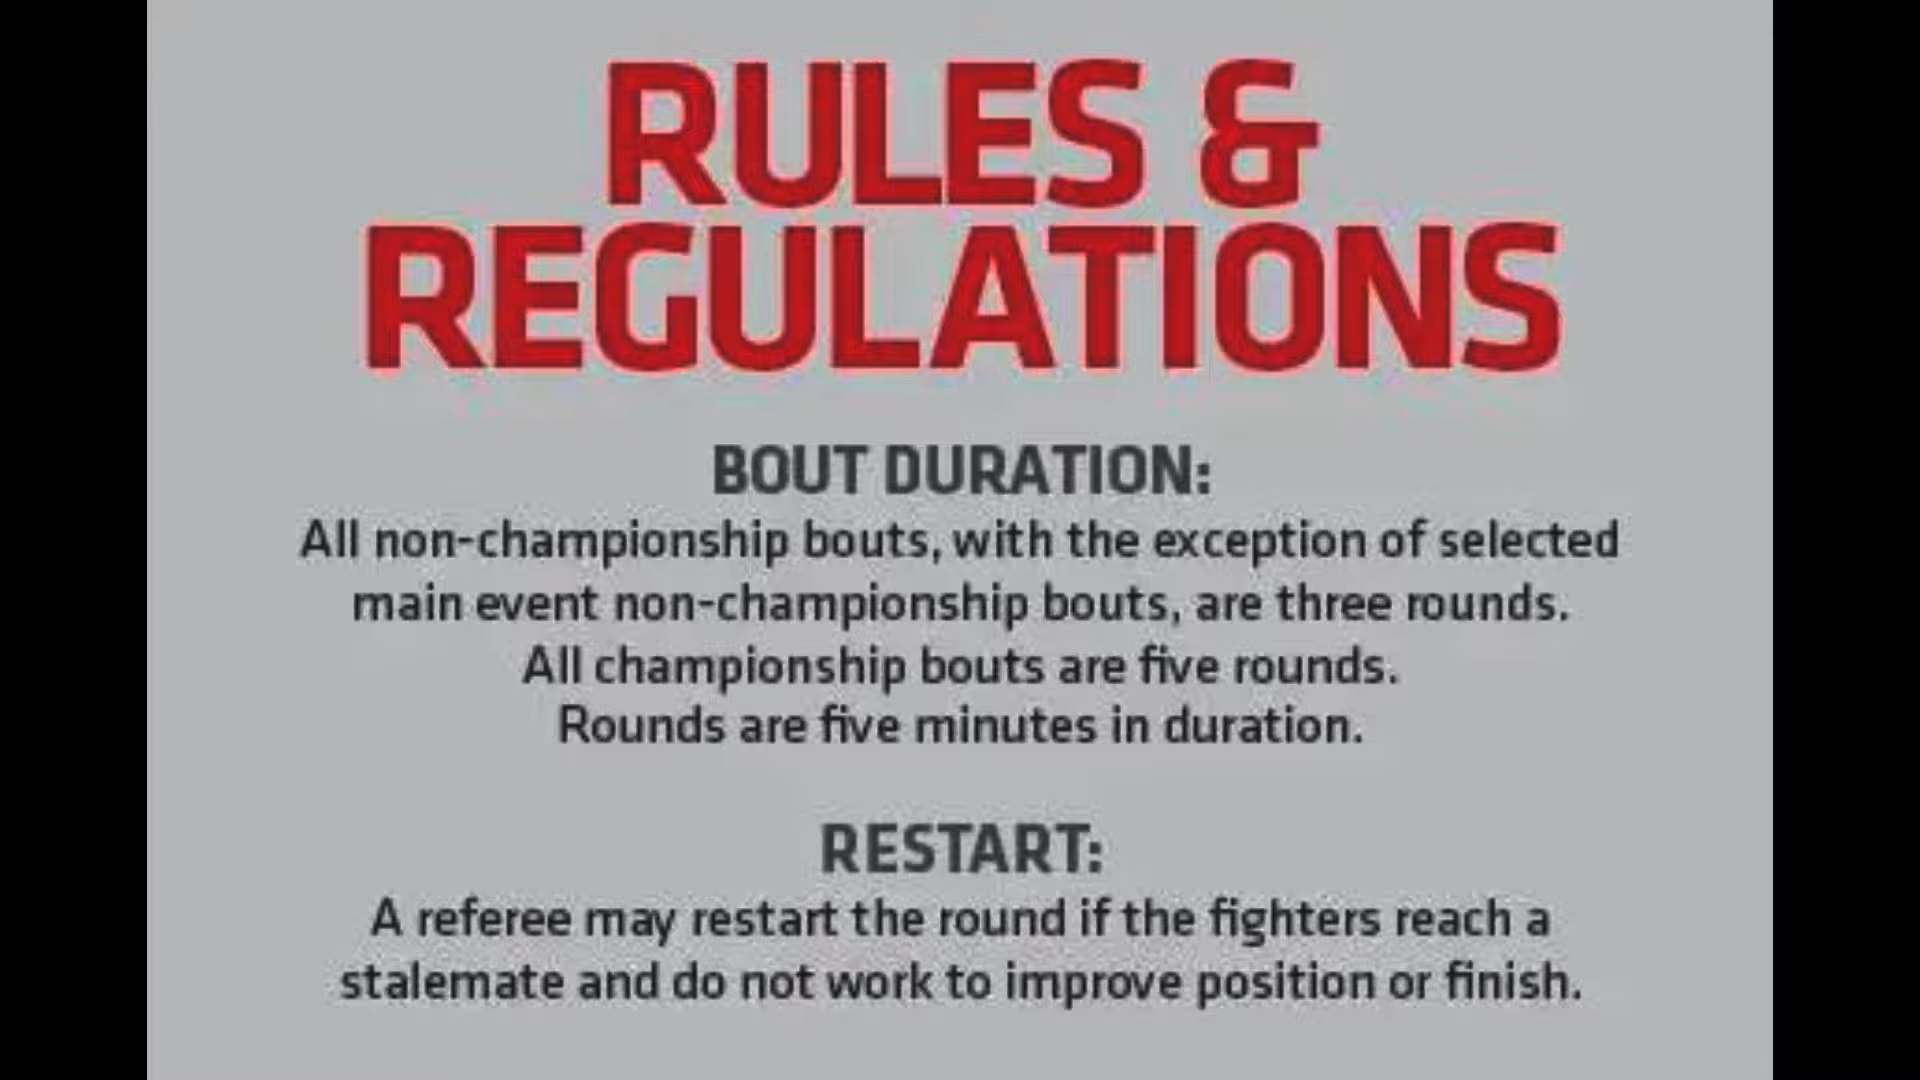 RULES &
REGULATIONS
BOUT DURATION:
All non-championship bouts, with the exception of selected
main event non-championship bouts, are three rounds.
All championship bouts are five rounds.
Rounds are five minutes in duration.
RESTART:
A referee may restart the round if the fighters reach a
stalemate and do not work to improve position or finish.